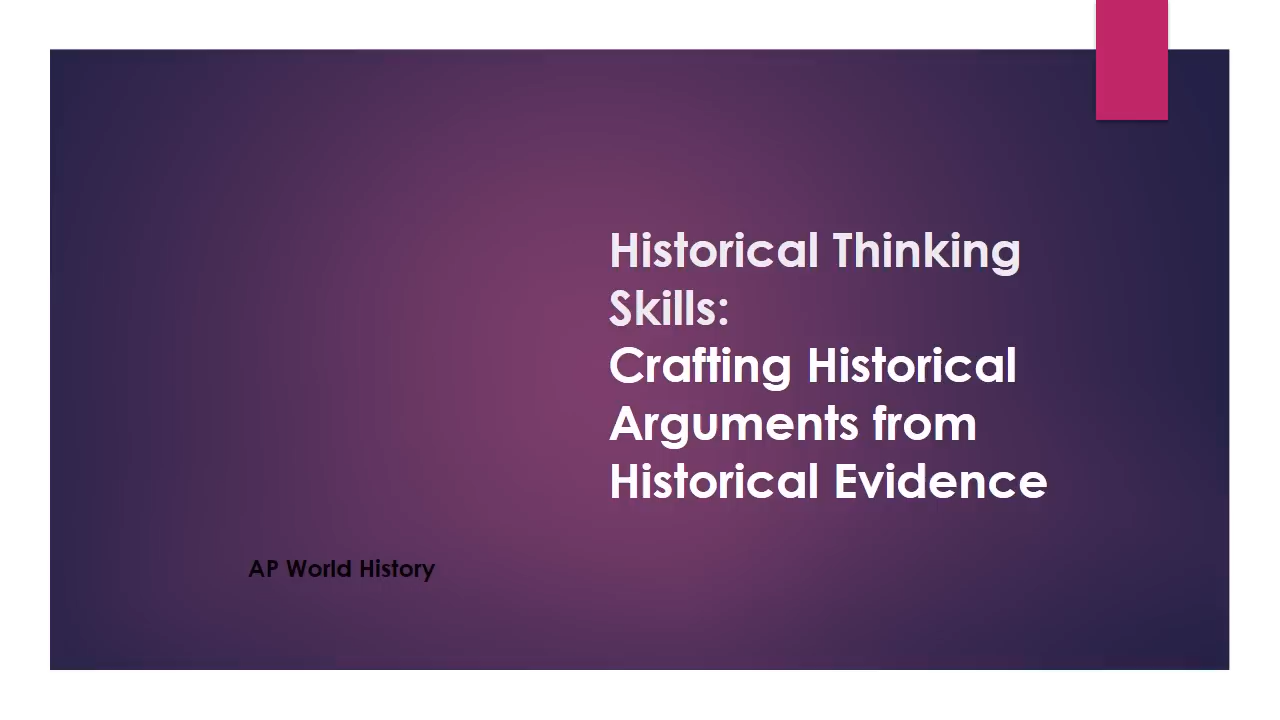 Historical Thinking
Skills:
Crafting Historical
Arguments from
Historical Evidence
AP World History